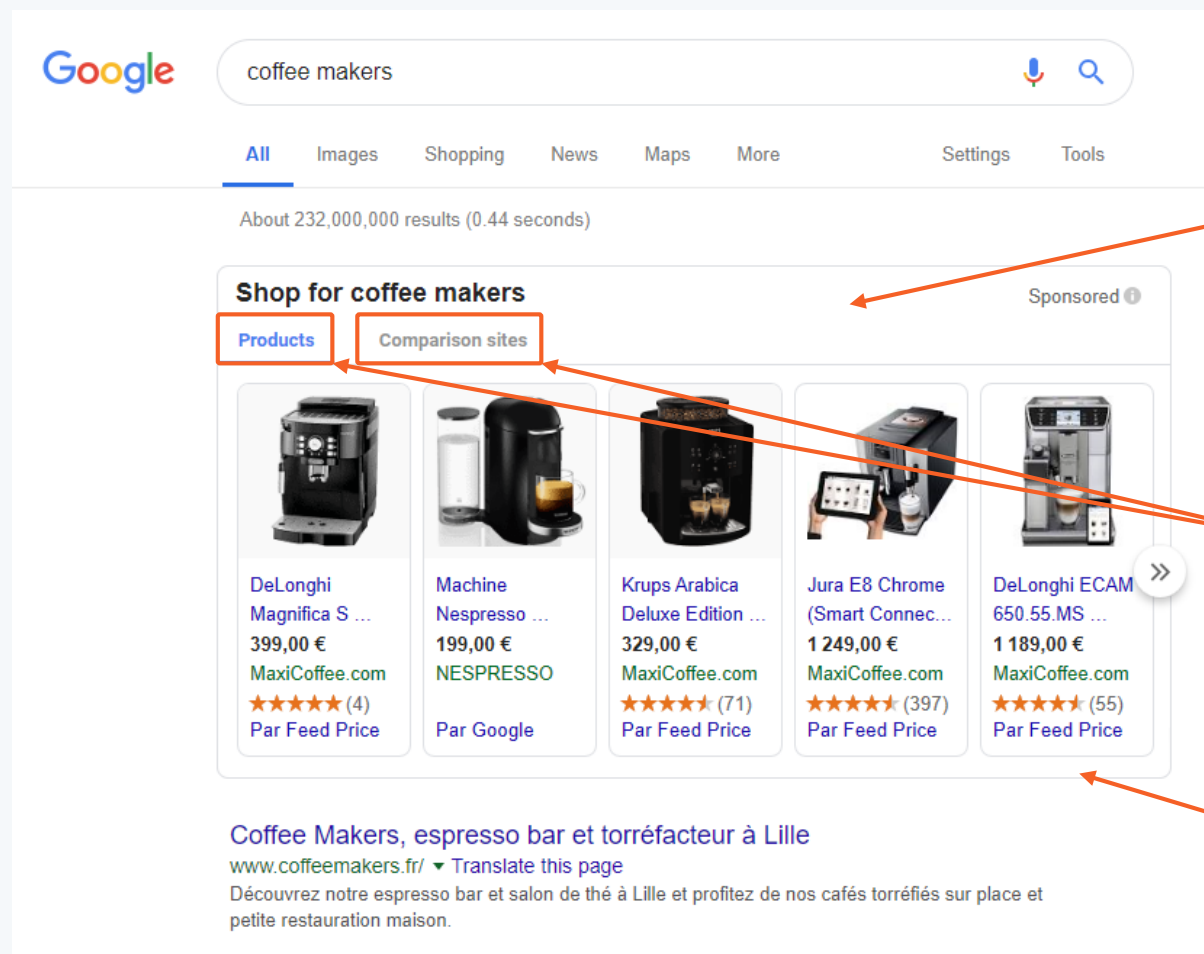 Google
coffee makers
All Images Shopping News Maps More Settings Tools
About 232,000,000 results (0.44 seconds)
Shop for coffee makers
Sponsored
Products Comparison sites
DeLonghi
Magnifica S ...
399,00 €
MaxiCoffee.com
(4)
Par Feed Price
Machine
Nespresso ...
199,00 €
NESPRESSO
Par Google
Krups Arabica
Deluxe Edition ...
329,00 €
MaxiCoffee.com
(71)
Par Feed Price
Jura E8 Chrome
(Smart Connec...
1 249,00 €
MaxiCoffee.com
(397)
Par Feed Price
DeLonghi ECAM
650.55.MS ...
1 189,00 €
MaxiCoffee.com
(55)
Par Feed Price
Coffee Makers, espresso bar et torréfacteur à Lille
www.coffeemakers.fr/ Translate this page
Découvrez notre espresso bar et salon de thé à Lille et profitez de nos cafés torréfiés sur place et
petite restauration maison.